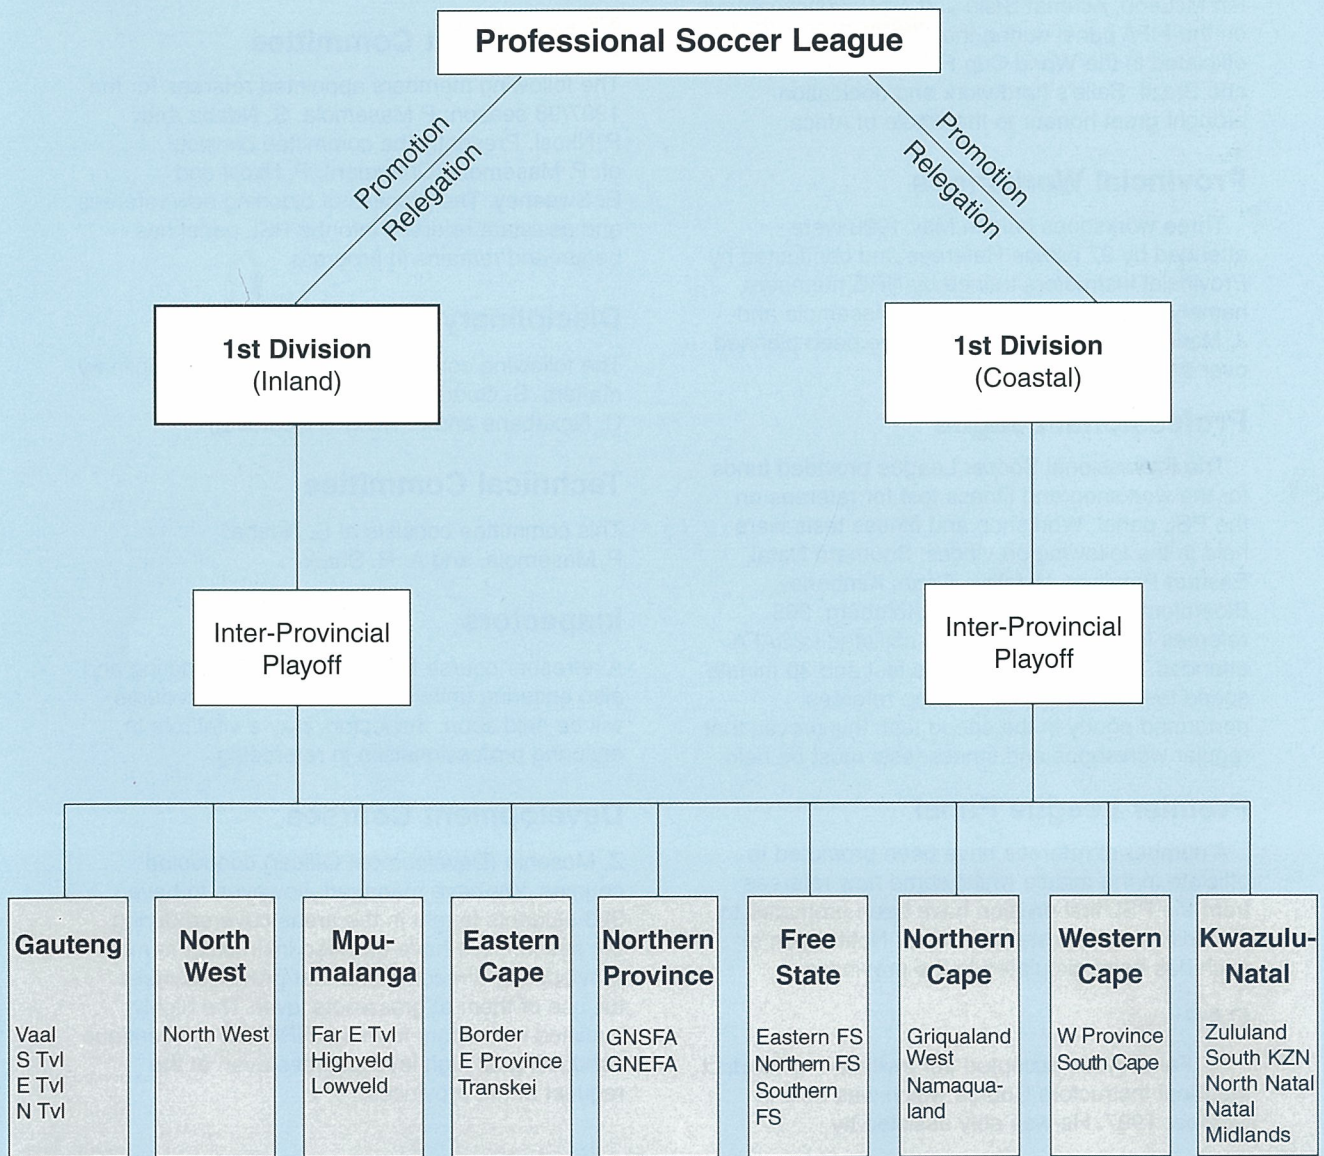 Professional Soccer League
Promotion
Relegation
Promotion
Relegation
1st Division
(Inland)
1st Division
(Coastal)
Inter-Provincial
Playoff
Inter-Provincial
Playoff
Gauteng
Vaal
S Tvl
E Tvl
N Tvl
North
West
North West
Mpu-
malanga
Far E Tvl
Highveld
Lowveld
Eastern
Cape
Border
E Province
Transkei
Northern
Province
GNSFA
GNEFA
Free
State
Eastern FS
Northern FS
Southern
FS
Northern
Cape
Griqualand
West
Namaqua-
land
Western
Cape
W Province
South Cape
Kwazulu-
Natal
Zululand
South KZN
North Natal
Natal
Midlands